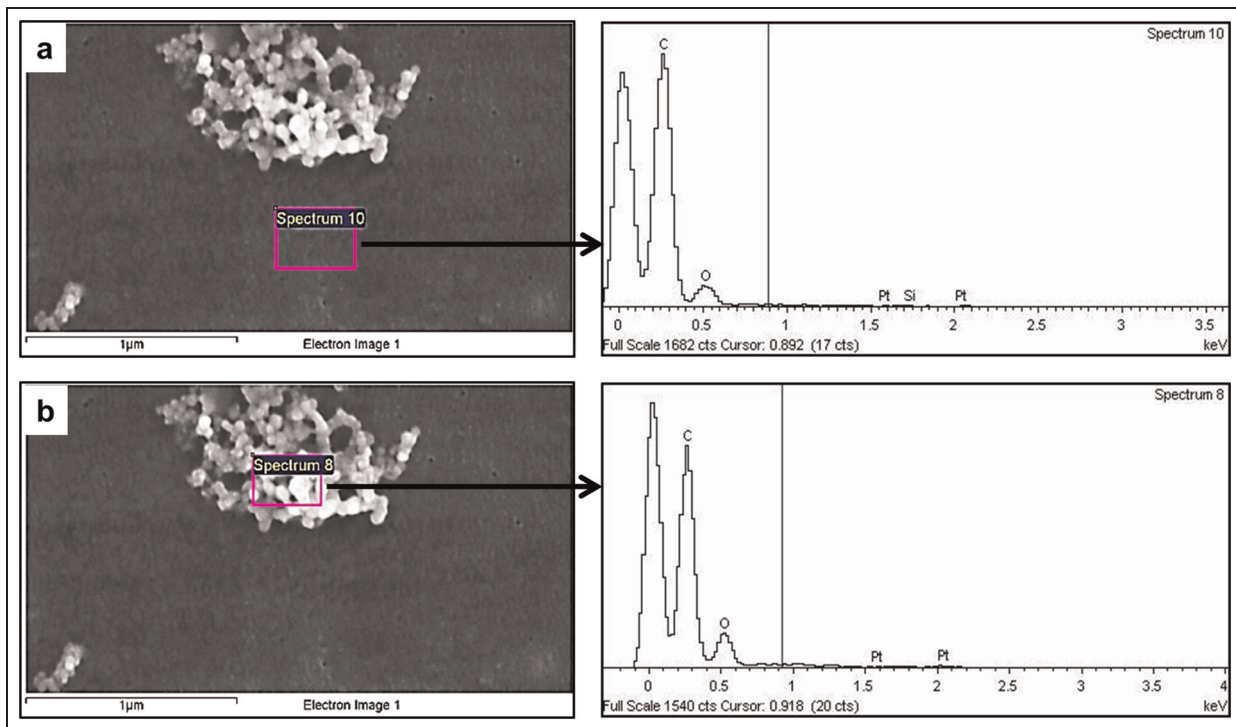 a
Spectrum 10
1µm
Electron Image 1
Spectrum 10
C
O
Pt
Si
Pt
0 0.5 1 1.5 2 2.5 3 3.5
Full Scale 1682 cts Cursor: 0.892 (17 cts)
keV
b
Spectrum 8
1µm
Electron Image 1
Spectrum 8
C
O
Pt
Pt
0 0.5 1 1.5 2 2.5 3 3.5 4
Full Scale 1540 cts Cursor: 0.918 (20 cts)
keV